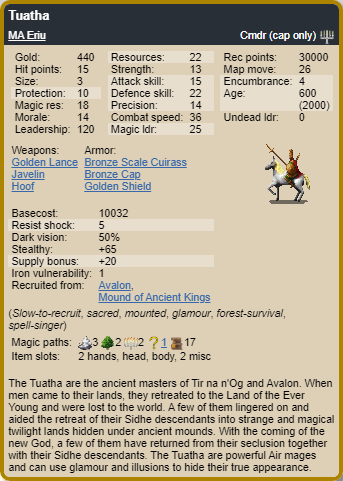 Tuatha
MA Eriu Cmdr (cap only)
Gold: 440 Resources: 22 Rec points: 30000
Hit points: 15 Strength: 13 Map move: 26
Size: 3 Attack skill: 15 Encumbrance: 4
Protection: 10 Defence skill: 22 Age: 600
Magic res: 18 Precision: 14 (2000)
Morale: 14 Combat speed: 36 Undead ldr: 0
Leadership: 120 Magic ldr: 25
Weapons: Armor:
Golden Lance Bronze Scale Cuirass
Javelin Bronze Cap
Hoof Golden Shield
Basecost: 10032
Resist shock: 5
Dark vision: 50%
Stealthy: +65
Supply bonus: +20
Iron vulnerability: 1
Recruited from: Avalon,
Mound of Ancient Kings
(Slow-to-recruit, sacred, mounted, glamour, forest-survival,
spell-singer)
Magic paths: 3 2 2 ? 1 17
Item slots: 2 hands, head, body, 2 misc
The Tuatha are the ancient masters of Tir na n'Og and Avalon. When
men came to their lands, they retreated to the Land of the Ever
Young and were lost to the world. A few of them lingered on and
aided the retreat of their Sidhe descendants into strange and magical
twilight lands hidden under ancient mounds. With the coming of the
new God, a few of them have returned from their seclusion together
with their Sidhe descendants. The Tuatha are powerful Air mages
and can use glamour and illusions to hide their true appearance.